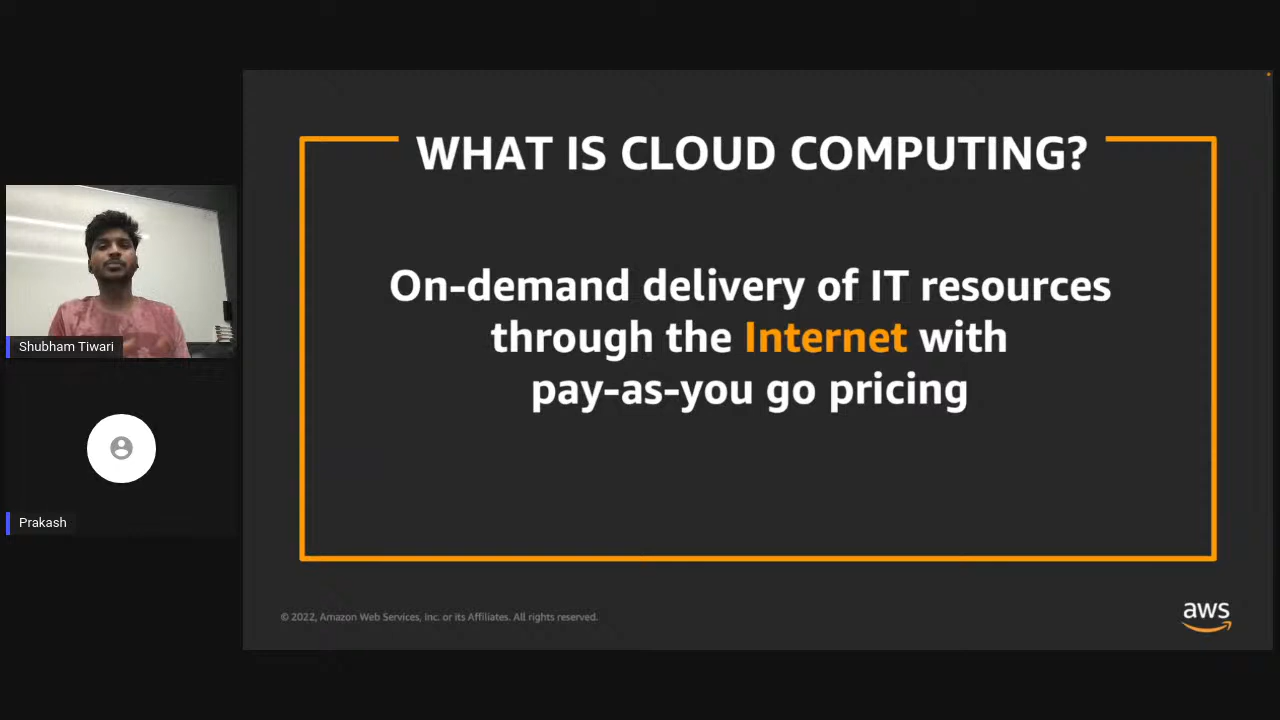 WHAT IS CLOUD COMPUTING?
On-demand delivery of IT resources
through the Internet with
pay-as-you go pricing
Shubham Tiwari
Prakash
© 2022, Amazon Web Services, Inc. or its Affiliates. All rights reserved.
aws